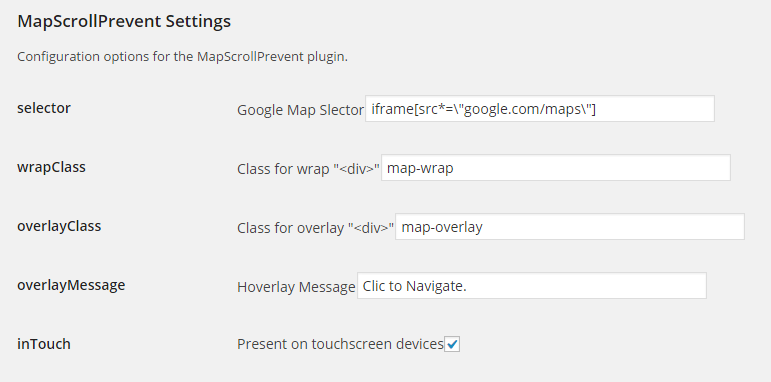 MapScrollPrevent Settings
Configuration options for the MapScrollPrevent plugin.
selector Google Map Slector iframe[src*=\"google.com/maps\"]
wrapClass Class for wrap "<div>" map-wrap
overlayClass Class for overlay "<div>" map-overlay
overlayMessage Hoverlay Message Clic to Navigate.
inTouch Present on touchscreen devices